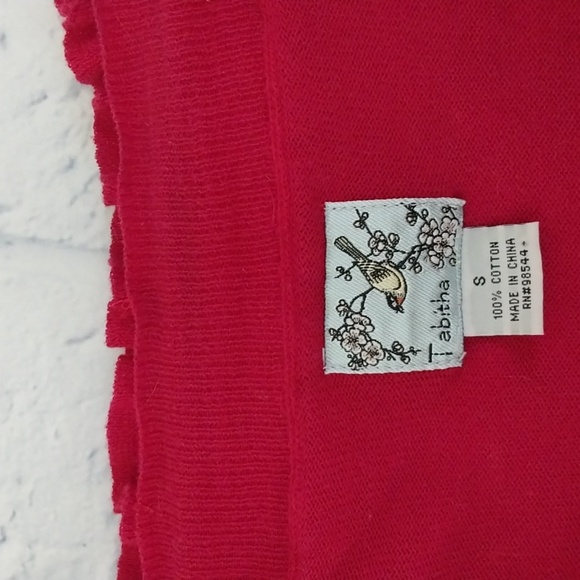 Tabitha
S
100% COTTON
MADE IN CHINA
RN#98544